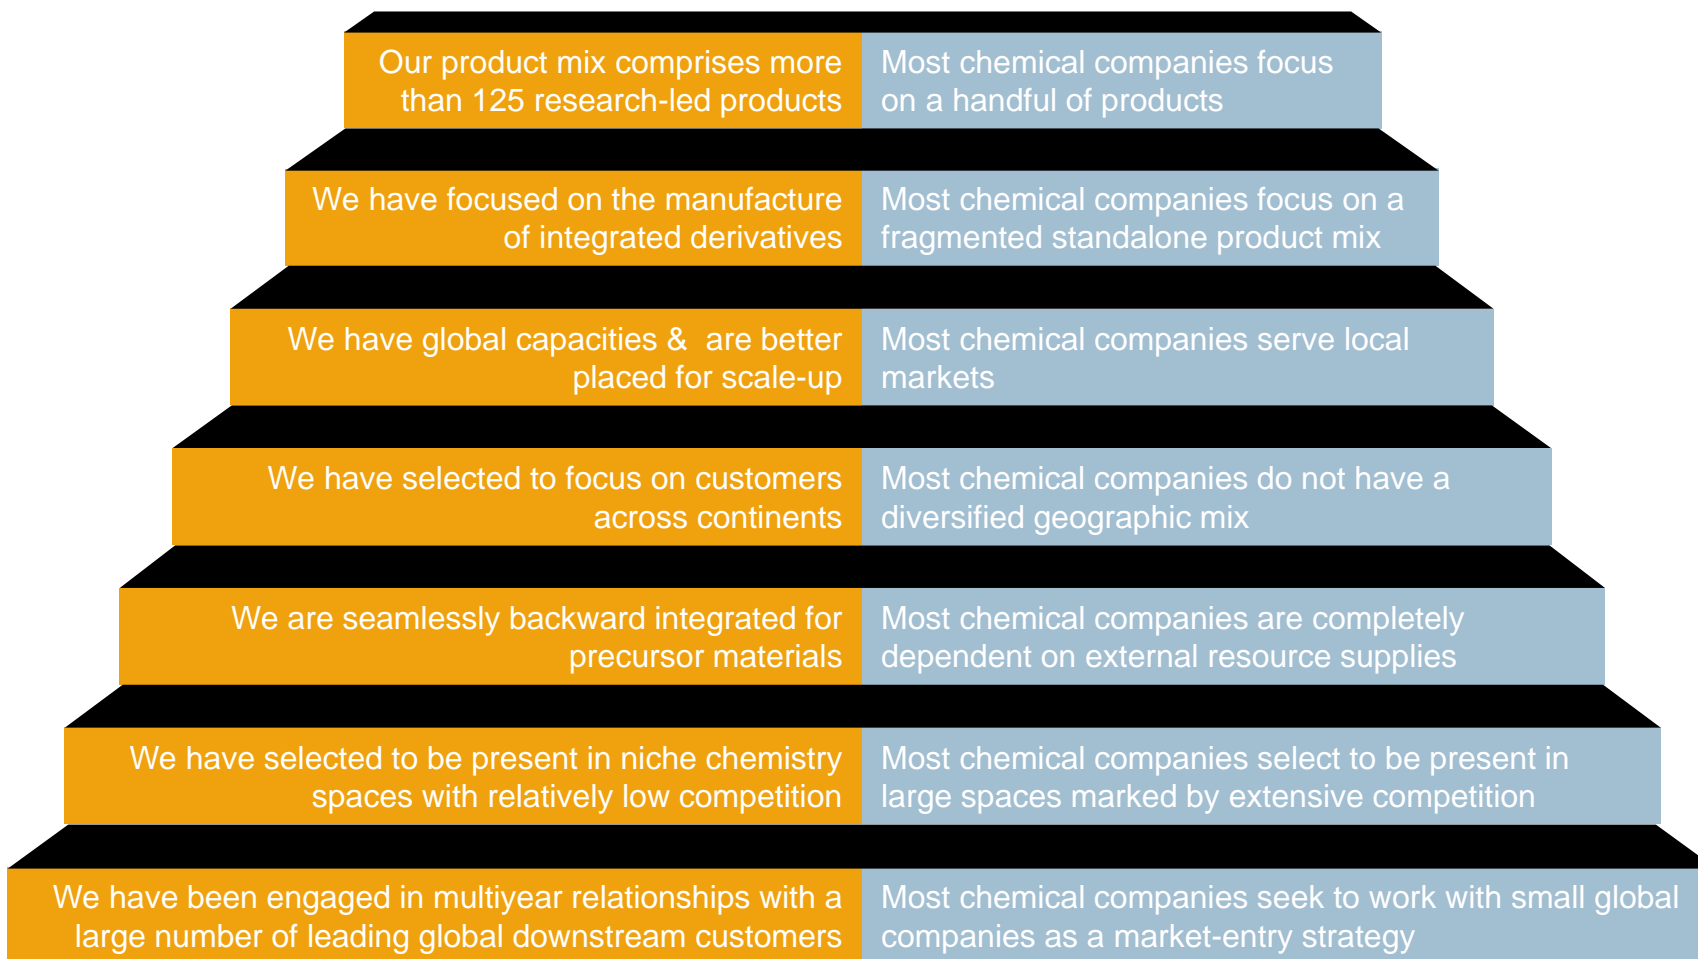 Our product mix comprises more
than 125 research-led products
Most chemical companies focus
on a handful of products
We have focused on the manufacture
of integrated derivatives
Most chemical companies focus on a
fragmented standalone product mix
We have global capacities &  are better
placed for scale-up
Most chemical companies serve local
markets
We have selected to focus on customers
across continents
Most chemical companies do not have a
diversified geographic mix
We are seamlessly backward integrated for
precursor materials
Most chemical companies are completely
dependent on external resource supplies
We have selected to be present in niche chemistry
spaces with relatively low competition
Most chemical companies select to be present in
large spaces marked by extensive competition
We have been engaged in multiyear relationships with a
large number of leading global downstream customers
Most chemical companies seek to work with small global
companies as a market-entry strategy